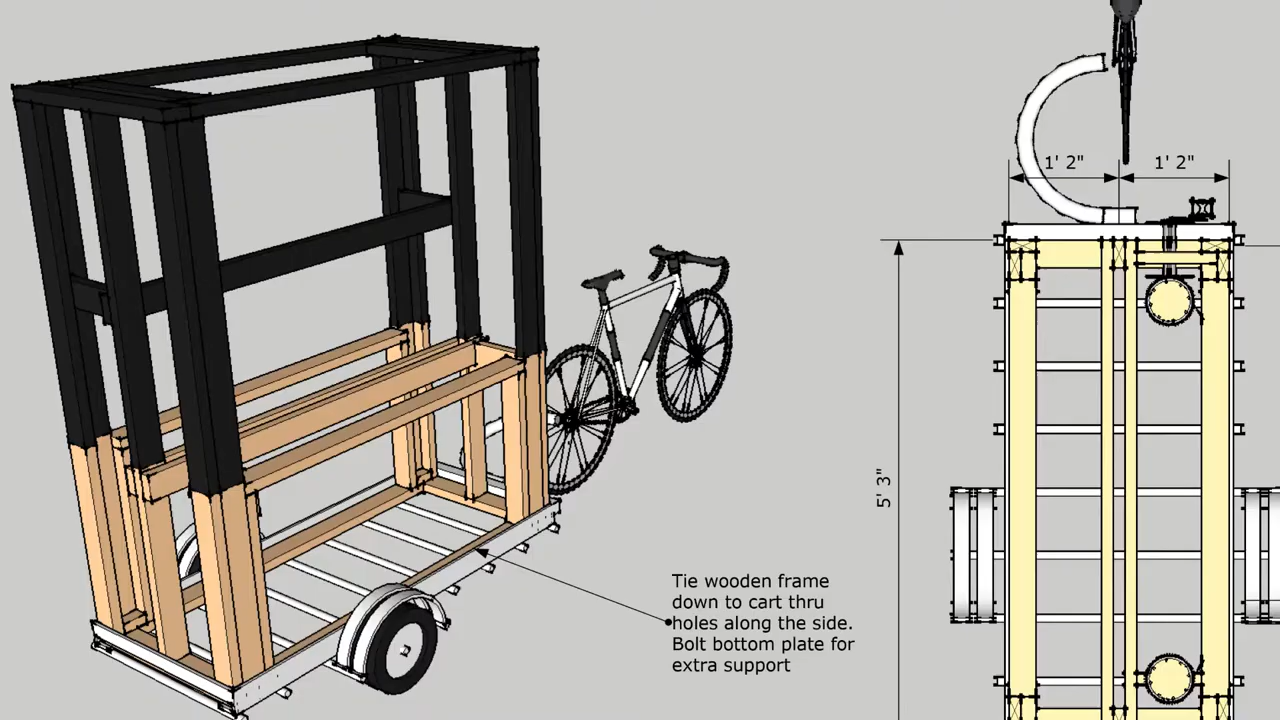 1' 2" 1' 2"
5' 3"
Tie wooden frame
down to cart thru
holes along the side.
Bolt bottom plate for
extra support